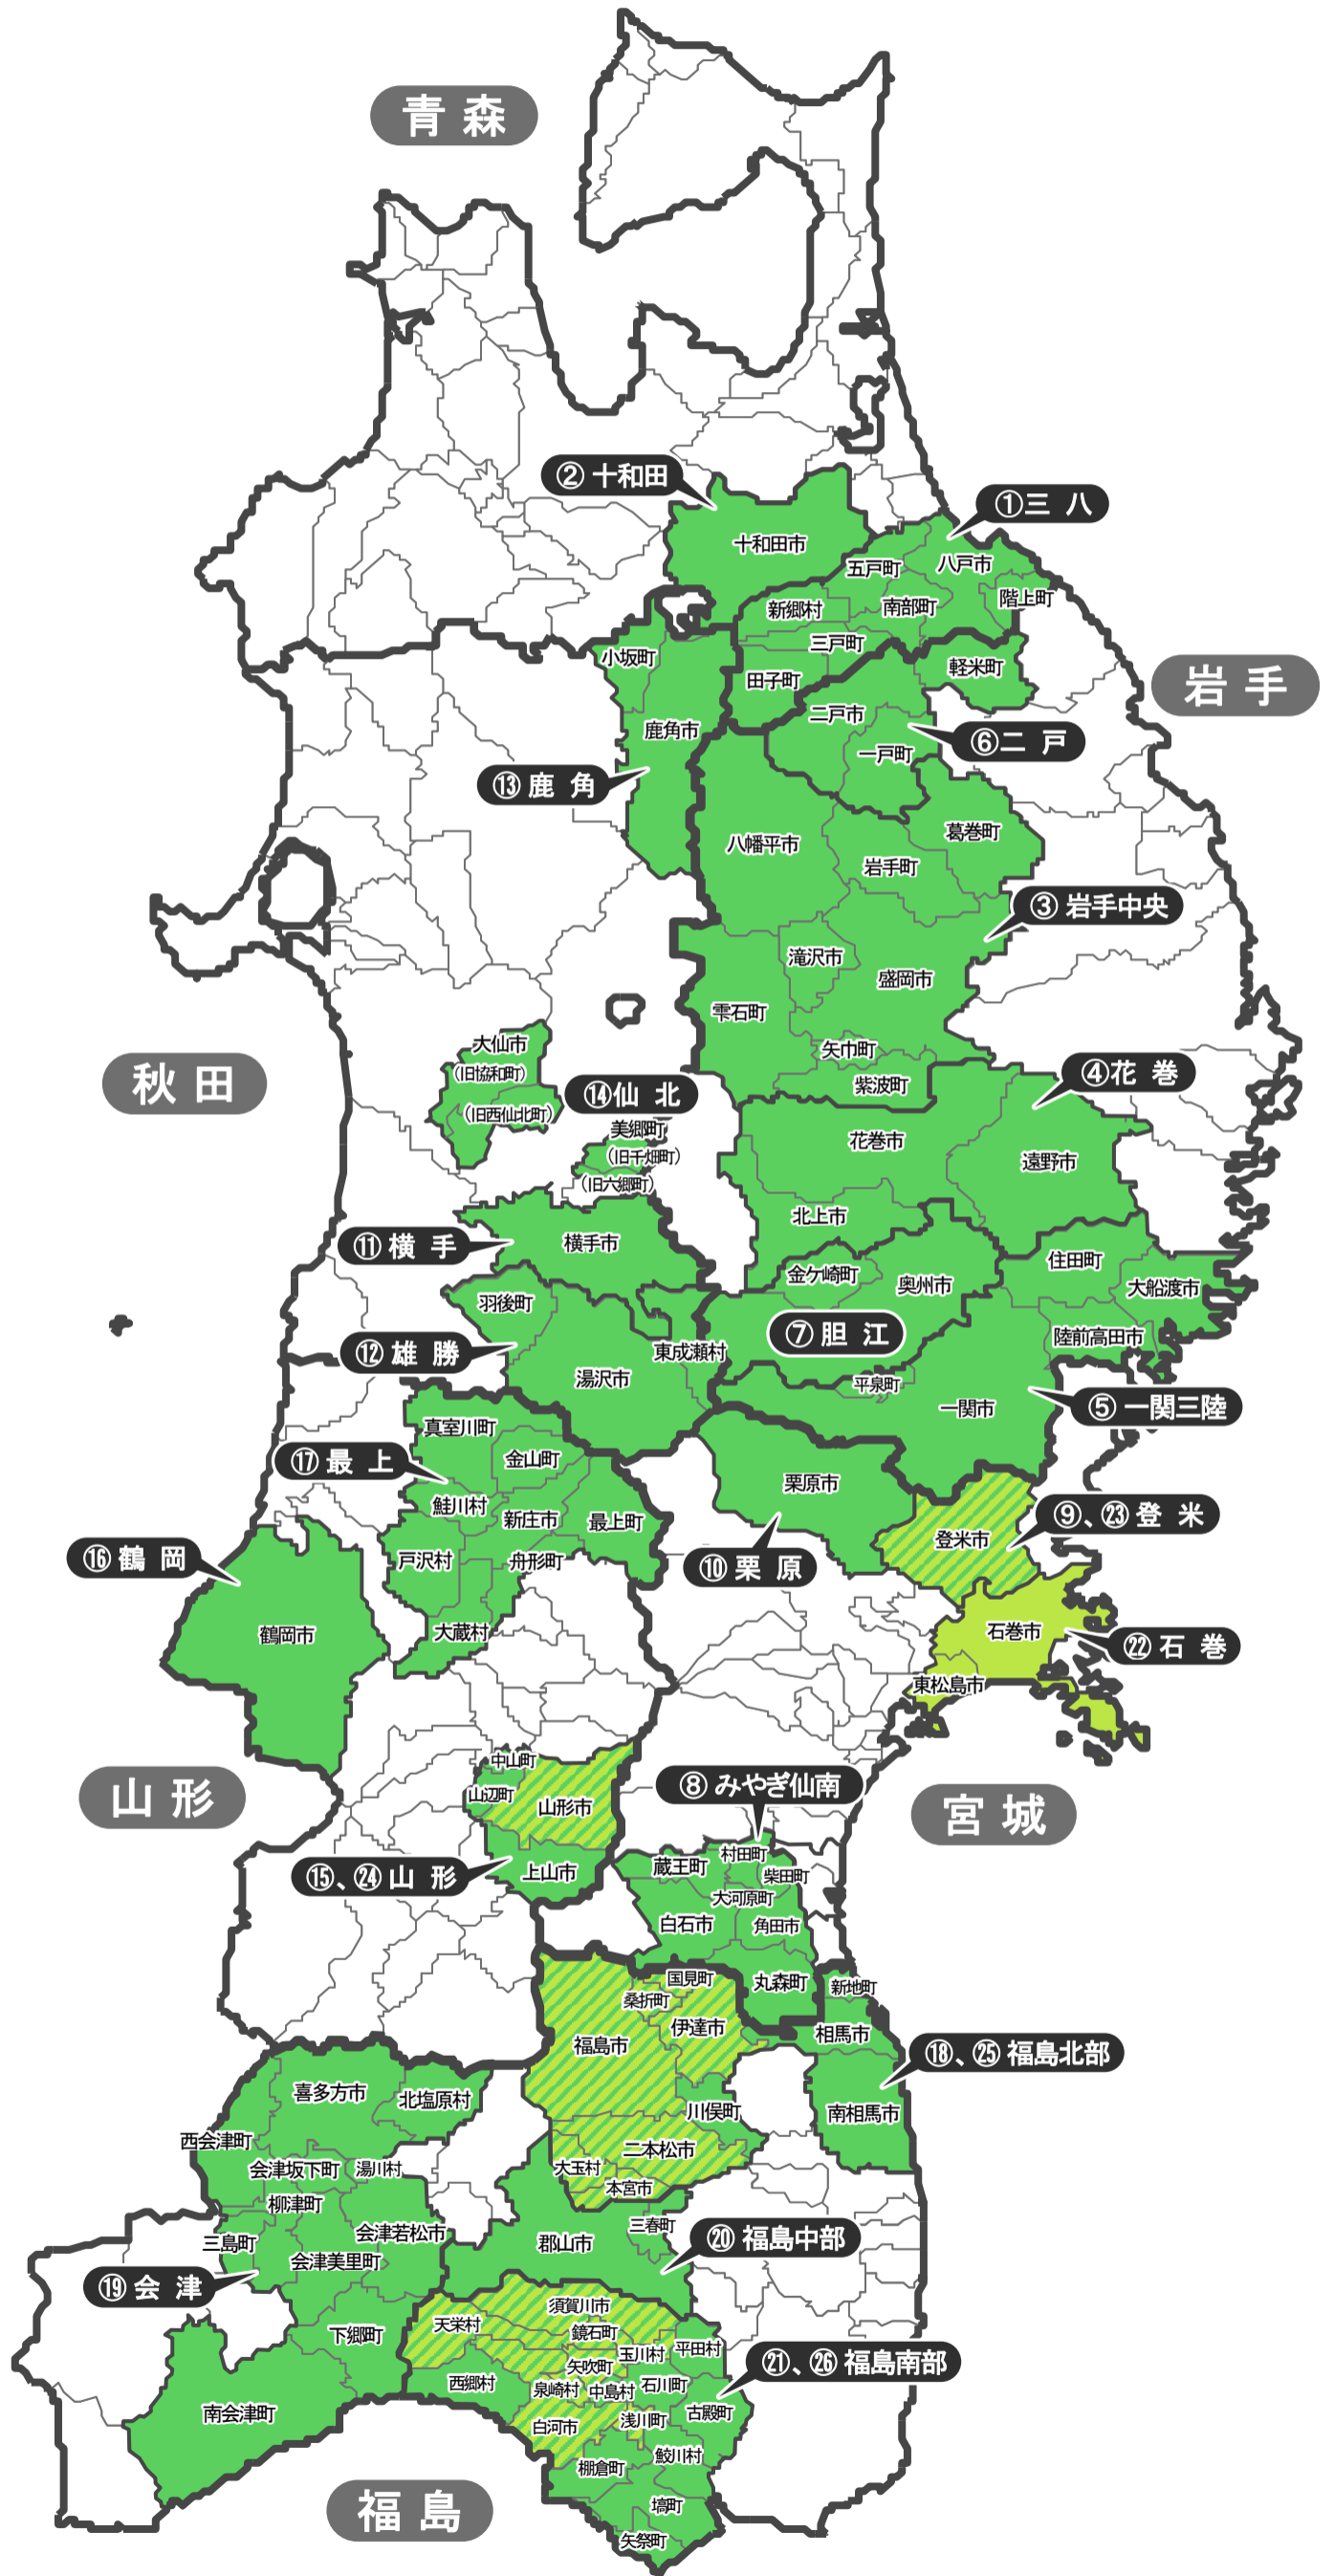 青森
② 十和田
①三 八
十和田市
五戸町
八戸市
階上町
新郷村
南部町
三戸町
小坂町
田子町
軽米町
岩手
二戸市
鹿角市
一戸町
⑥二 戸
⑬ 鹿 角
八幡平市
葛巻町
岩手町
③ 岩手中央
滝沢市
盛岡市
雫石町
大仙市
(旧協和町)
矢巾町
④花 巻
秋田
⑭仙 北
紫波町
(旧西仙北町)
美郷町
(旧千畑町)
(旧六郷町)
花巻市
遠野市
北上市
⑪ 横 手
横手市
金ケ崎町
奥州市
住田町
大船渡市
羽後町
⑦ 胆 江
陸前高田市
⑫ 雄 勝
東成瀬村
湯沢市
平泉町
一関市
⑤ 一関三陸
真室川町
⑰ 最 上
金山町
鮭川村
新庄市
最上町
栗原市
⑨、㉓ 登 米
登米市
⑯ 鶴 岡
戸沢村
舟形町
⑩ 栗 原
鶴岡市
大蔵村
石巻市
㉒ 石 巻
東松島市
中山町
山辺町
山形市
⑧ みやぎ仙南
山形
宮城
⑮、㉔ 山 形
上山市
蔵王町
村田町
柴田町
大河原町
白石市
角田市
国見町
桑折町
丸森町
新地町
伊達市
福島市
相馬市
⑱、㉕ 福島北部
喜多方市
北塩原村
川俣町
南相馬市
西会津町
二本松市
会津坂下町
湯川村
大玉村
本宮市
柳津町
三島町
会津若松市
三春町
郡山市
⑳ 福島中部
会津美里町
⑲ 会 津
須賀川市
天栄村
鏡石町
下郷町
玉川村
平田村
矢吹町
㉑、㉖ 福島南部
西郷村
泉崎村
中島村
石川町
南会津町
白河市
浅川町
古殿町
鮫川村
棚倉町
福島
塙町
矢祭町